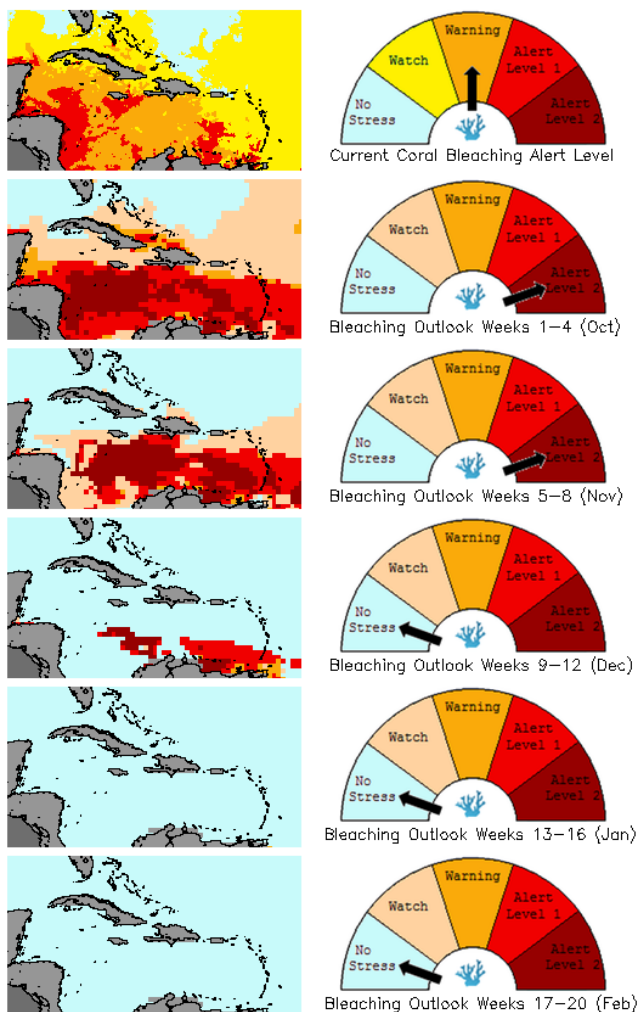 Warning
Watch
Alert
Level 1
No
Stress
Alert
Level 2
Current Coral Bleaching Alert Level
Warning
Watch
Alert
Level 1
No
Stress
Alert
Level 2
Bleaching Outlook Weeks 1-4 (Oct)
Warning
Watch
Alert
Level 1
No
Stress
Alert
Level 2
Bleaching Outlook Weeks 5-8 (Nov)
Warning
Watch
Alert
Level 1
No
Stress
Alert
Level 2
Bleaching Outlook Weeks 9-12 (Dec)
Warning
Watch
Alert
Level 1
No
Stress
Alert
Level 2
Bleaching Outlook Weeks 13-16 (Jan)
Warning
Watch
Alert
Level 1
No
Stress
Alert
Level 2
Bleaching Outlook Weeks 17-20 (Feb)